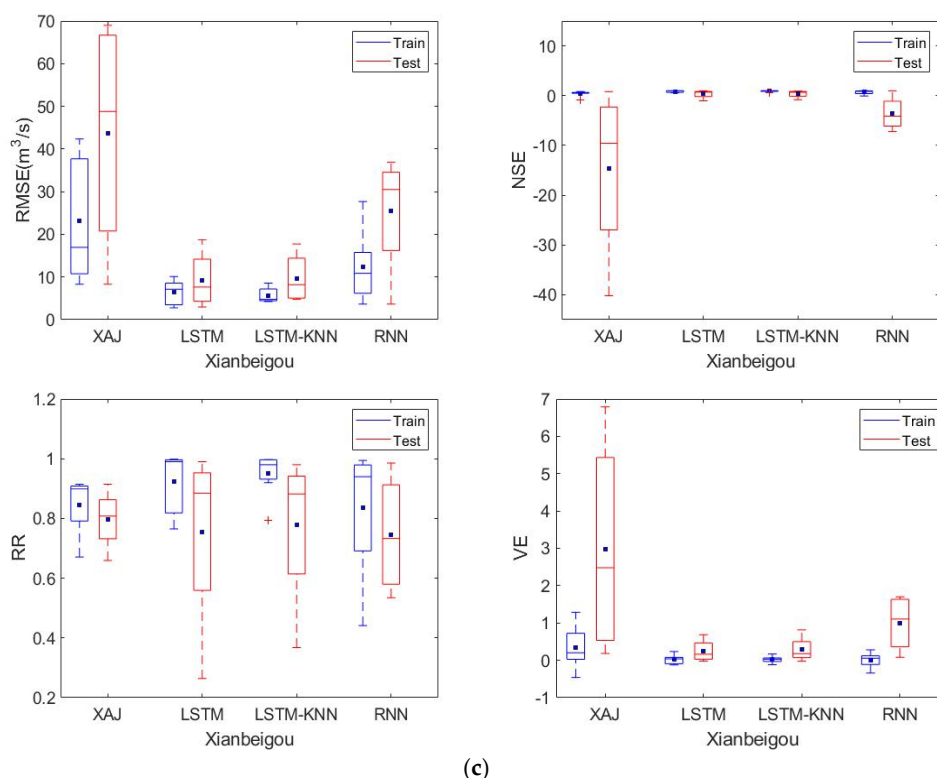 70
60
50
40
30
20
10
0
RMSE(m³/s)
Train
Test
XAJ LSTM LSTM-KNN RNN
Xianbeigou
10
0
-10
-20
-30
-40
NSE
Train
Test
XAJ LSTM LSTM-KNN RNN
Xianbeigou
1.2
1
0.8
0.6
0.4
0.2
RR
Train
Test
XAJ LSTM LSTM-KNN RNN
Xianbeigou
7
6
5
4
3
2
1
0
-1
VE
Train
Test
XAJ LSTM LSTM-KNN RNN
Xianbeigou
(c)